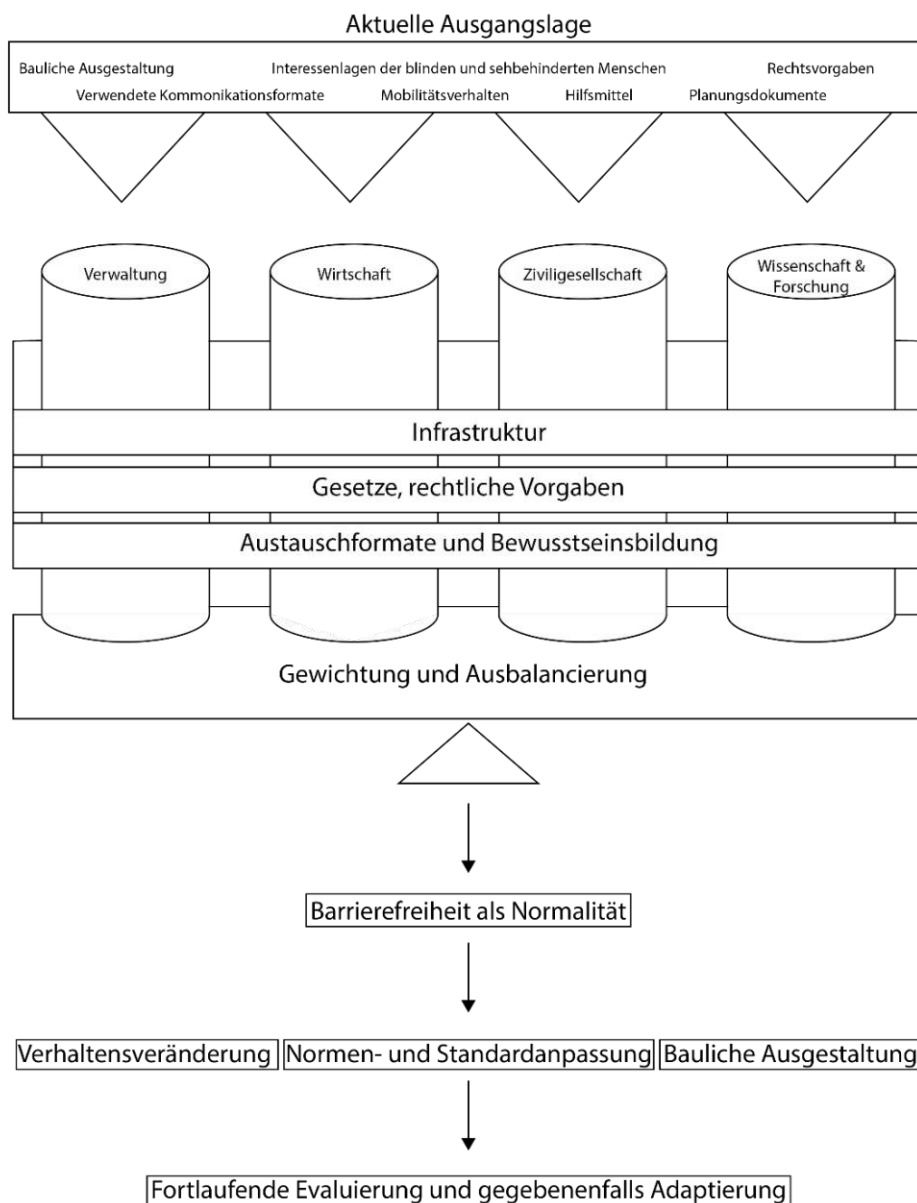 Aktuelle Ausgangslage
Bauliche Ausgestaltung Interessenlagen der blinden und sehbehinderten Menschen Rechtsvorgaben
Verwendete Kommonikationsformate Mobilitätsverhalten Hilfsmittel Planungsdokumente
Verwaltung
Wirtschaft
Ziviligesellschaft
Wissenschaft &
Forschung
Infrastruktur
Gesetze, rechtliche Vorgaben
Austauschformate und Bewusstseinsbildung
Gewichtung und Ausbalancierung
Barrierefreiheit als Normalität
Verhaltensveränderung
Normen- und Standardanpassung
Bauliche Ausgestaltung
Fortlaufende Evaluierung und gegebenenfalls Adaptierung